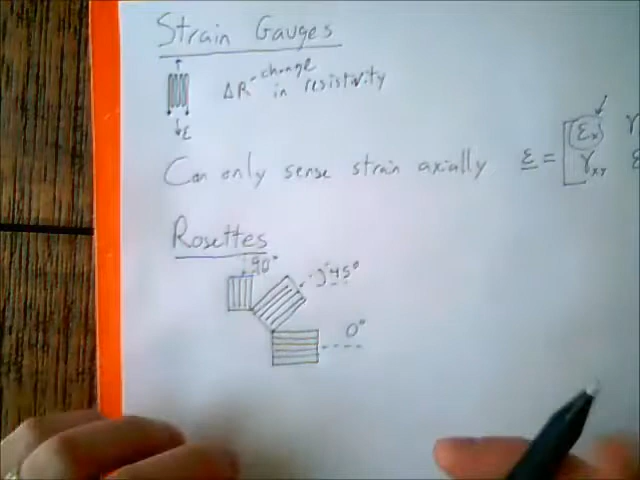 Strain Gauges
ΔR - change in resistivity
ε
Can only sense strain axially
ε = [ εx γ
γxy ε
Rosettes
90°
45°
0°